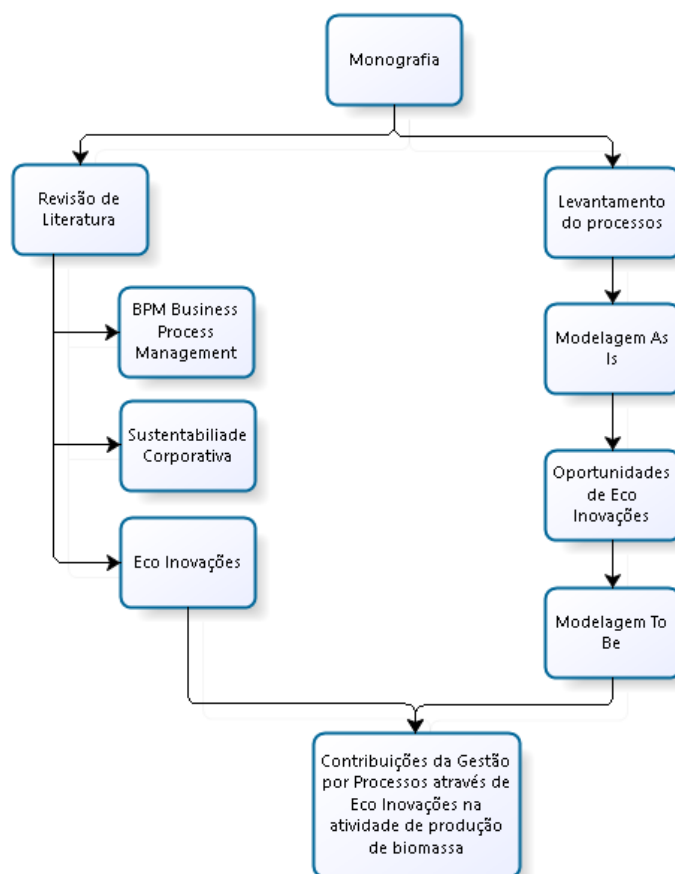 Monografia
Revisão de
Literatura
Levantamento
do processos
BPM Business
Process
Management
Modelagem As
Is
Sustentabiliade
Corporativa
Oportunidades
de Eco
Inovações
Eco Inovações
Modelagem To
Be
Contribuições da Gestão
por Processos através de
Eco Inovações na
atividade de produção
de biomassa